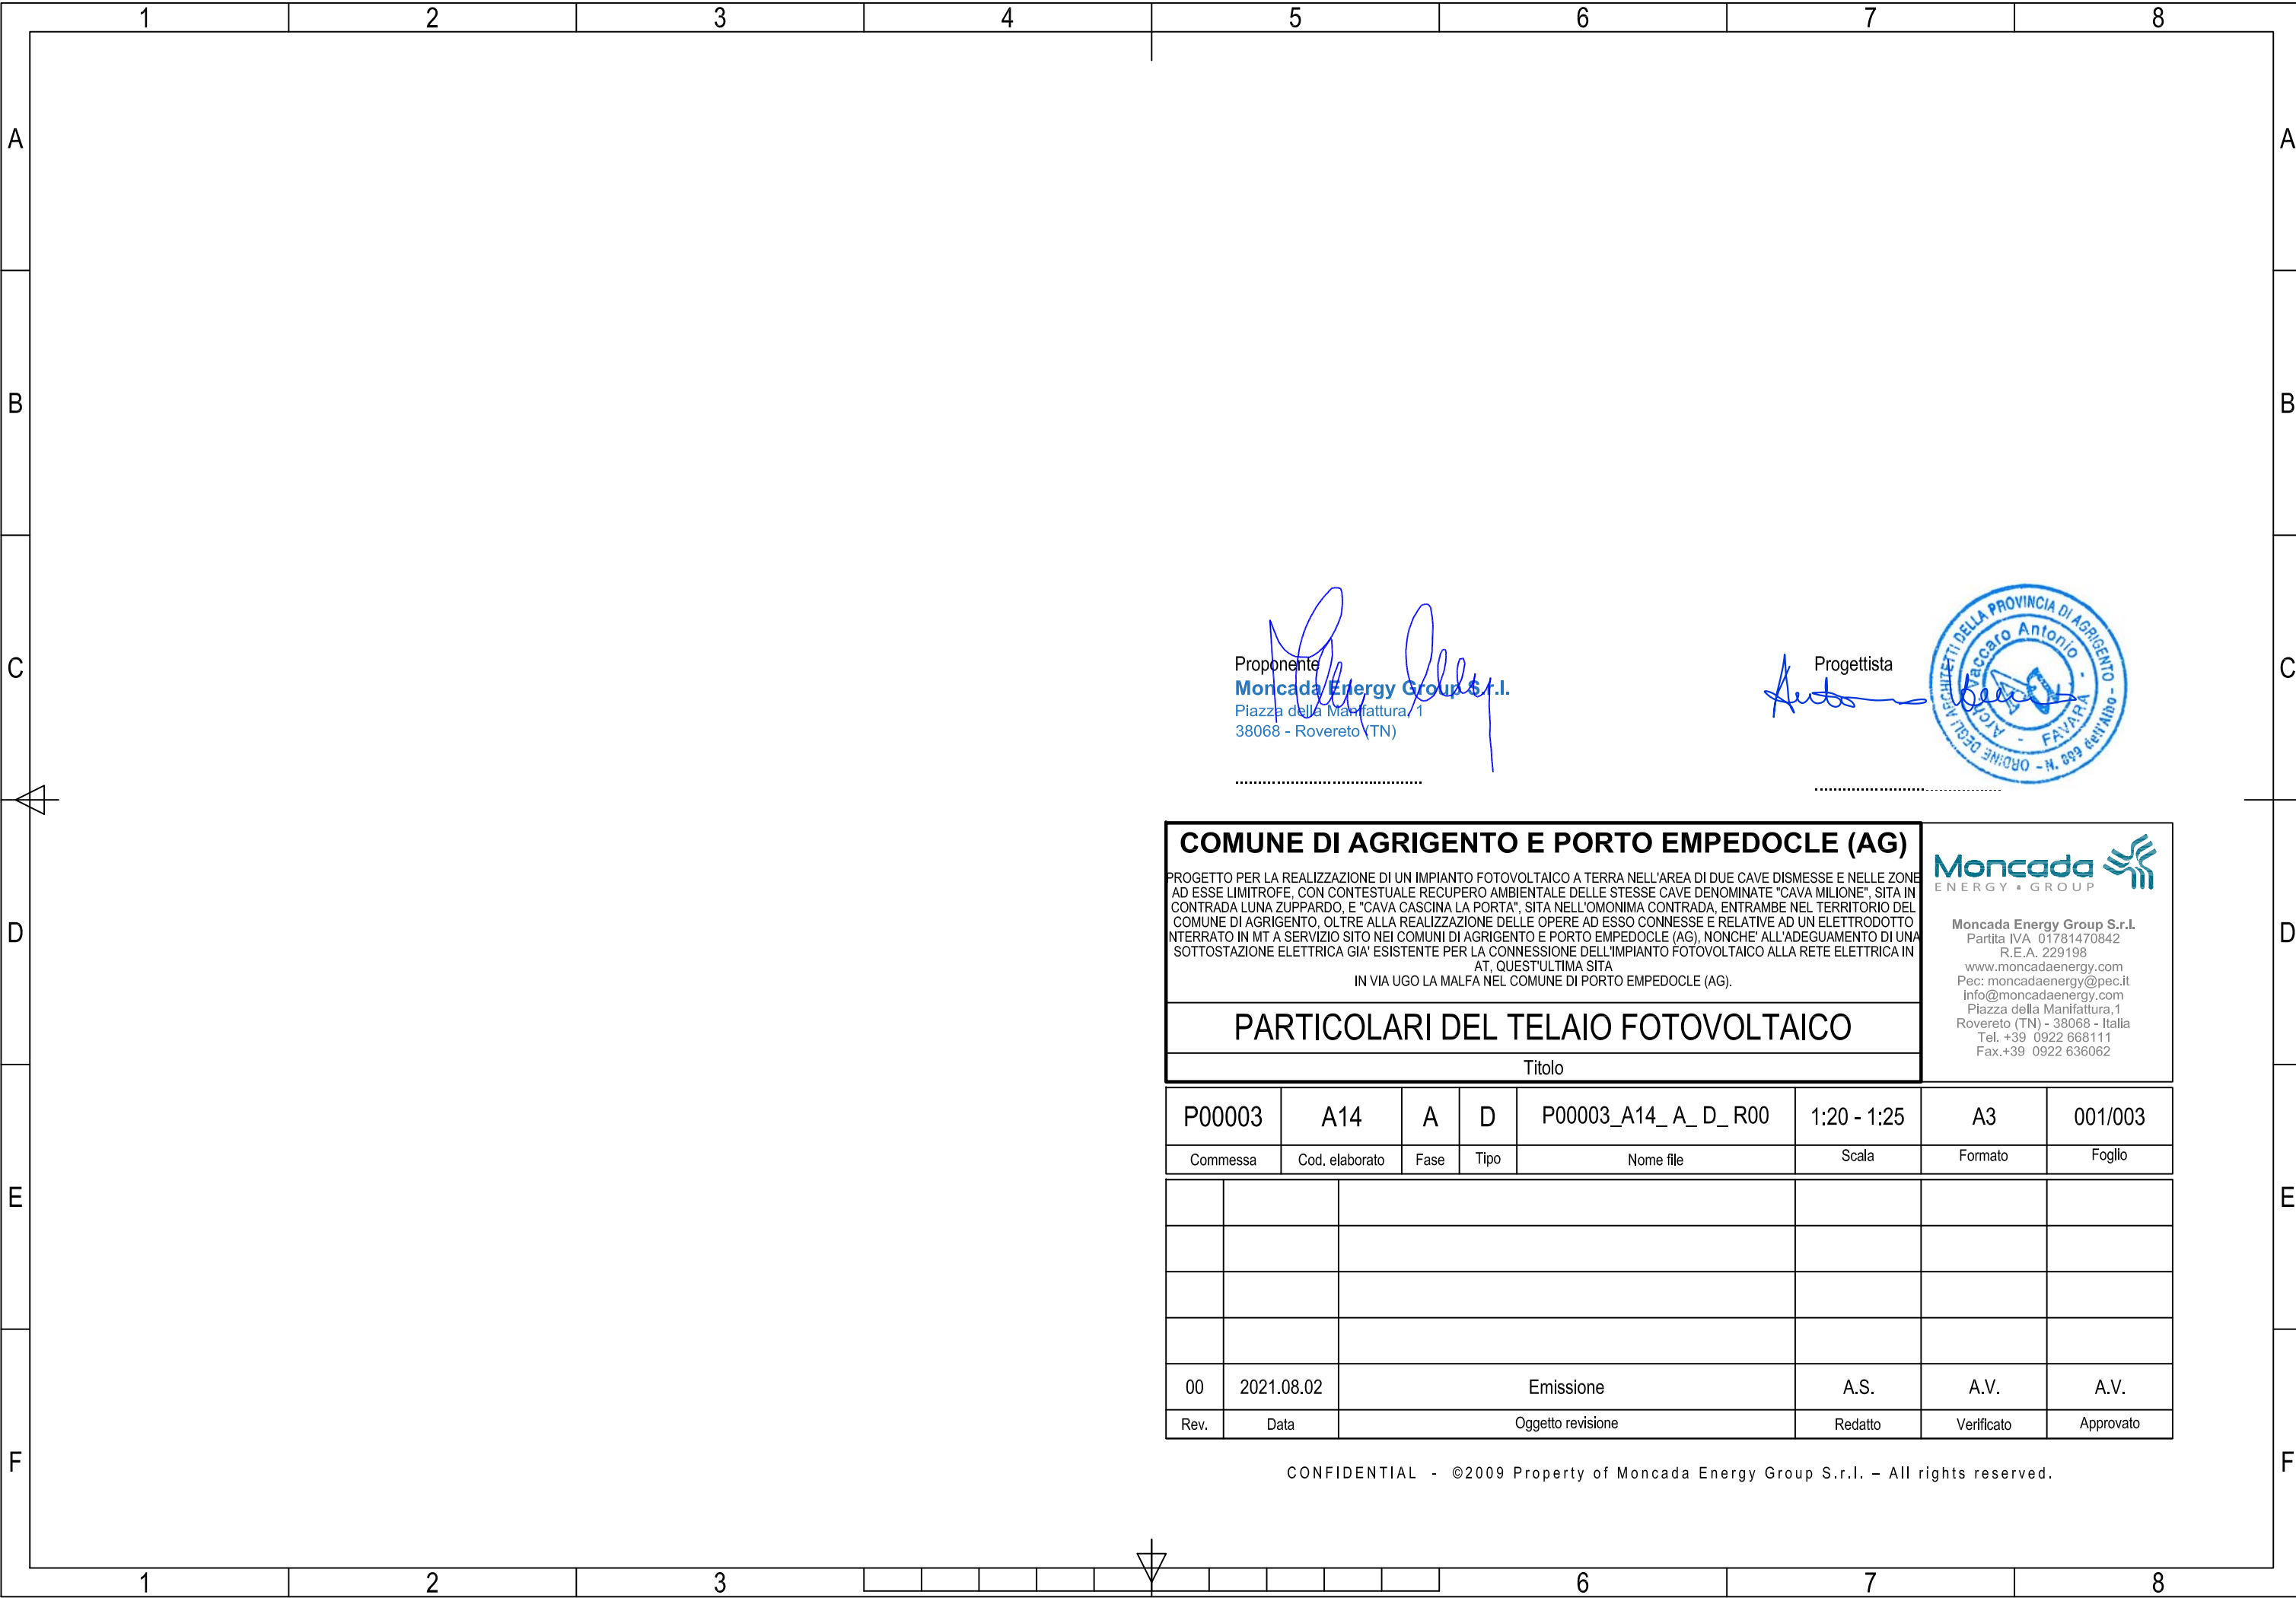 1 2 3 4 5 6 7 8
A A
B B
C C
D D
E E
F F
Proponente
Moncada Energy Group S.r.l.
Piazza della Manifattura, 1
38068 - Rovereto (TN)
Progettista
ORDINE DEGLI ARCHITETTI DELLA PROVINCIA DI AGRIGENTO - N. 899 dell'Albo -
Arch. Vaccaro Antonio - FAVARA -
COMUNE DI AGRIGENTO E PORTO EMPEDOCLE (AG)
PROGETTO PER LA REALIZZAZIONE DI UN IMPIANTO FOTOVOLTAICO A TERRA NELL'AREA DI DUE CAVE DISMESSE E NELLE ZONE
AD ESSE LIMITROFE, CON CONTESTUALE RECUPERO AMBIENTALE DELLE STESSE CAVE DENOMINATE "CAVA MILIONE", SITA IN
CONTRADA LUNA ZUPPARDO, E "CAVA CASCINA LA PORTA", SITA NELL'OMONIMA CONTRADA, ENTRAMBE NEL TERRITORIO DEL
COMUNE DI AGRIGENTO, OLTRE ALLA REALIZZAZIONE DELLE OPERE AD ESSO CONNESSE E RELATIVE AD UN ELETTRODOTTO
NTERRATO IN MT A SERVIZIO SITO NEI COMUNI DI AGRIGENTO E PORTO EMPEDOCLE (AG), NONCHE' ALL'ADEGUAMENTO DI UNA
SOTTOSTAZIONE ELETTRICA GIA' ESISTENTE PER LA CONNESSIONE DELL'IMPIANTO FOTOVOLTAICO ALLA RETE ELETTRICA IN
AT, QUEST'ULTIMA SITA
IN VIA UGO LA MALFA NEL COMUNE DI PORTO EMPEDOCLE (AG).
PARTICOLARI DEL TELAIO FOTOVOLTAICO
Titolo
Moncada
ENERGY • GROUP
Moncada Energy Group S.r.l.
Partita IVA 01781470842
R.E.A. 229198
www.moncadaenergy.com
Pec: moncadaenergy@pec.it
info@moncadaenergy.com
Piazza della Manifattura,1
Rovereto (TN) - 38068 - Italia
Tel. +39 0922 668111
Fax.+39 0922 636062
P00003 A14 A D P00003_A14_ A_ D_ R00 1:20 - 1:25 A3 001/003
Commessa Cod. elaborato Fase Tipo Nome file Scala Formato Foglio
00 2021.08.02 Emissione A.S. A.V. A.V.
Rev. Data Oggetto revisione Redatto Verificato Approvato
CONFIDENTIAL - ©2009 Property of Moncada Energy Group S.r.l. – All rights reserved.
1 2 3 6 7 8